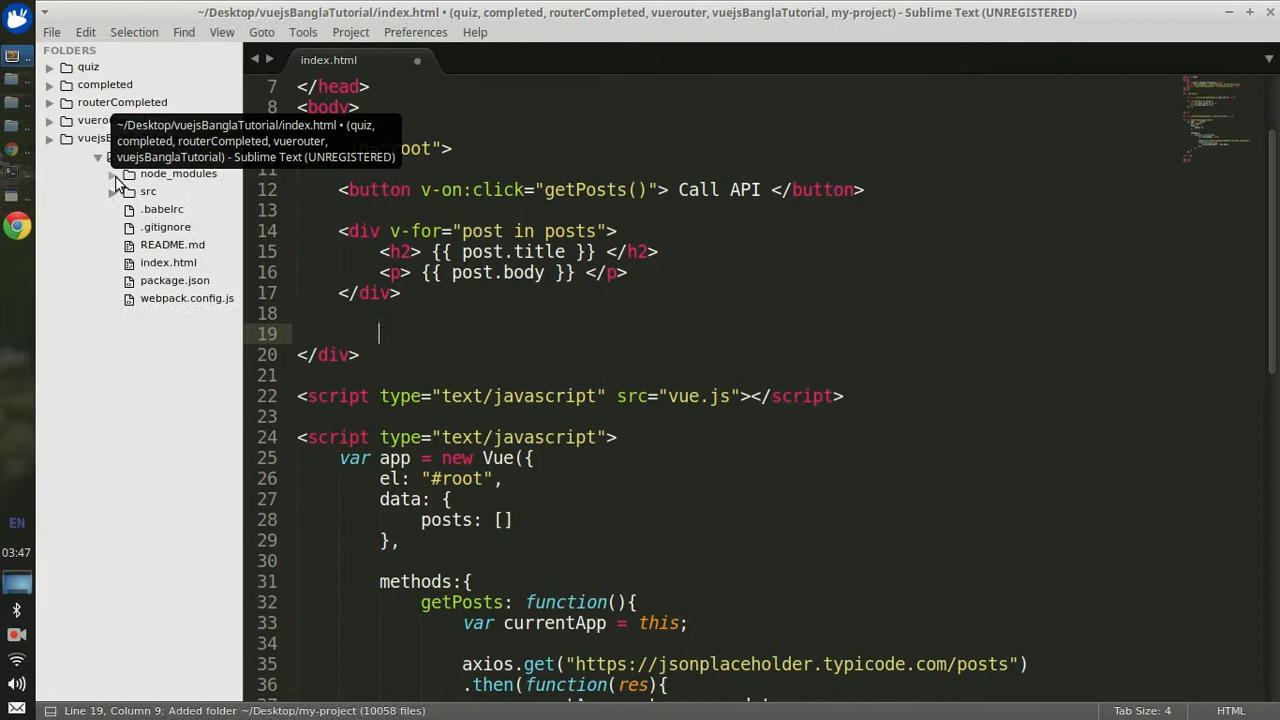 ~/Desktop/vuejsBanglaTutorial/index.html • (quiz, completed, routerCompleted, vuerouter, vuejsBanglaTutorial, my-project) - Sublime Text (UNREGISTERED)
File Edit Selection Find View Goto Tools Project Preferences Help
FOLDERS
quiz
completed
routerCompleted
~/Desktop/vuejsBanglaTutorial/index.html • (quiz,
completed, routerCompleted, vuerouter,
vuejsBanglaTutorial) - Sublime Text (UNREGISTERED)
node_modules
src
.babelrc
.gitignore
README.md
index.html
package.json
webpack.config.js
index.html
7 </head>
8 <body>
"root">
11
12 <button v-on:click="getPosts()"> Call API </button>
13
14 <div v-for="post in posts">
15 <h2> {{ post.title }} </h2>
16 <p> {{ post.body }} </p>
17 </div>
18
19
20 </div>
21
22 <script type="text/javascript" src="vue.js"></script>
23
24 <script type="text/javascript">
25 var app = new Vue({
26 el: "#root",
27 data: {
28 posts: []
29 },
30
31 methods:{
32 getPosts: function(){
33 var currentApp = this;
34
35 axios.get("https://jsonplaceholder.typicode.com/posts")
36 .then(function(res){
EN
03:47
Line 19, Column 9; Added folder ~/Desktop/my-project (10058 files)
Tab Size: 4
HTML